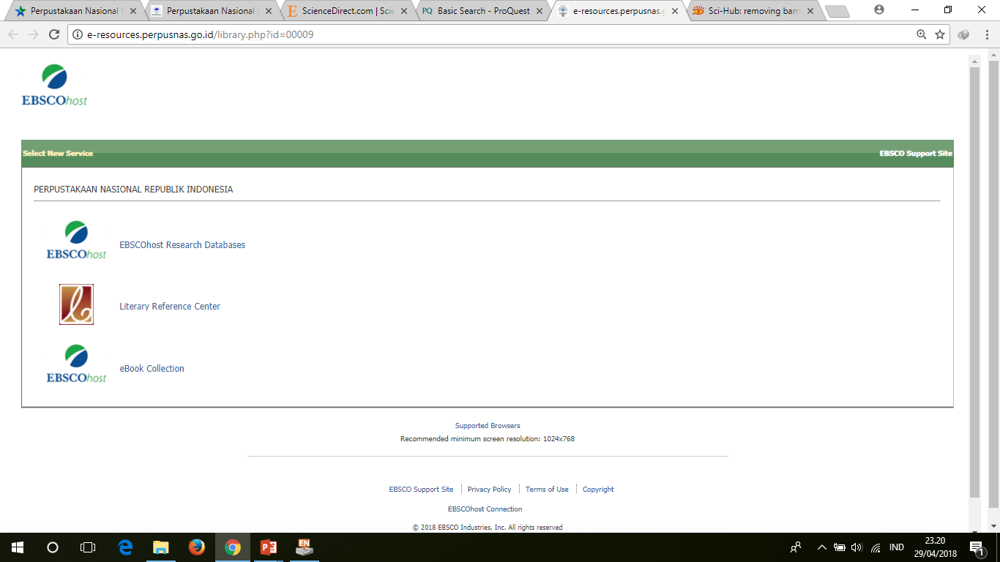 Perpustakaan Nasional
Perpustakaan Nasional
ScienceDirect.com | Scie
Basic Search - ProQuest
e-resources.perpusnas.g
Sci-Hub: removing barri
e-resources.perpusnas.go.id/library.php?id=00009
EBSCOhost
Select New Service
EBSCO Support Site
PERPUSTAKAAN NASIONAL REPUBLIK INDONESIA
EBSCOhost
EBSCOhost Research Databases
Literary Reference Center
EBSCOhost
eBook Collection
Supported Browsers
Recommended minimum screen resolution: 1024x768
EBSCO Support Site
Privacy Policy
Terms of Use
Copyright
EBSCOhost Connection
© 2018 EBSCO Industries, Inc. All rights reserved
EN
IND
23.20
29/04/2018
1